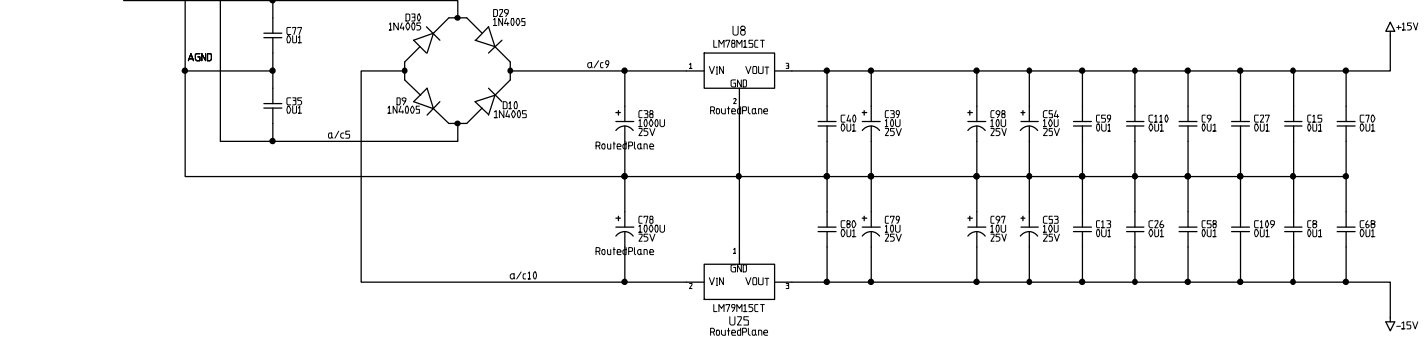 C77
0U1
D30
1N4005
D29
1N4005
U8
LM78M15CT
+15V
AGND
a/c9
1
VIN
VOUT
3
GND
2
RoutedPlane
C35
0U1
D9
1N4005
D10
1N4005
a/c5
+
C38
1000U
25V
RoutedPlane
C40
0U1
+
C39
10U
25V
+
C98
10U
25V
+
C54
10U
25V
C59
0U1
C110
0U1
C9
0U1
C27
0U1
C15
0U1
C70
0U1
+
C78
1000U
25V
RoutedPlane
C80
0U1
+
C79
10U
25V
+
C97
10U
25V
+
C53
10U
25V
C13
0U1
C26
0U1
C58
0U1
C109
0U1
C8
0U1
C68
0U1
a/c10
1
GND
2
VIN
VOUT
3
LM79M15CT
U25
RoutedPlane
-15V